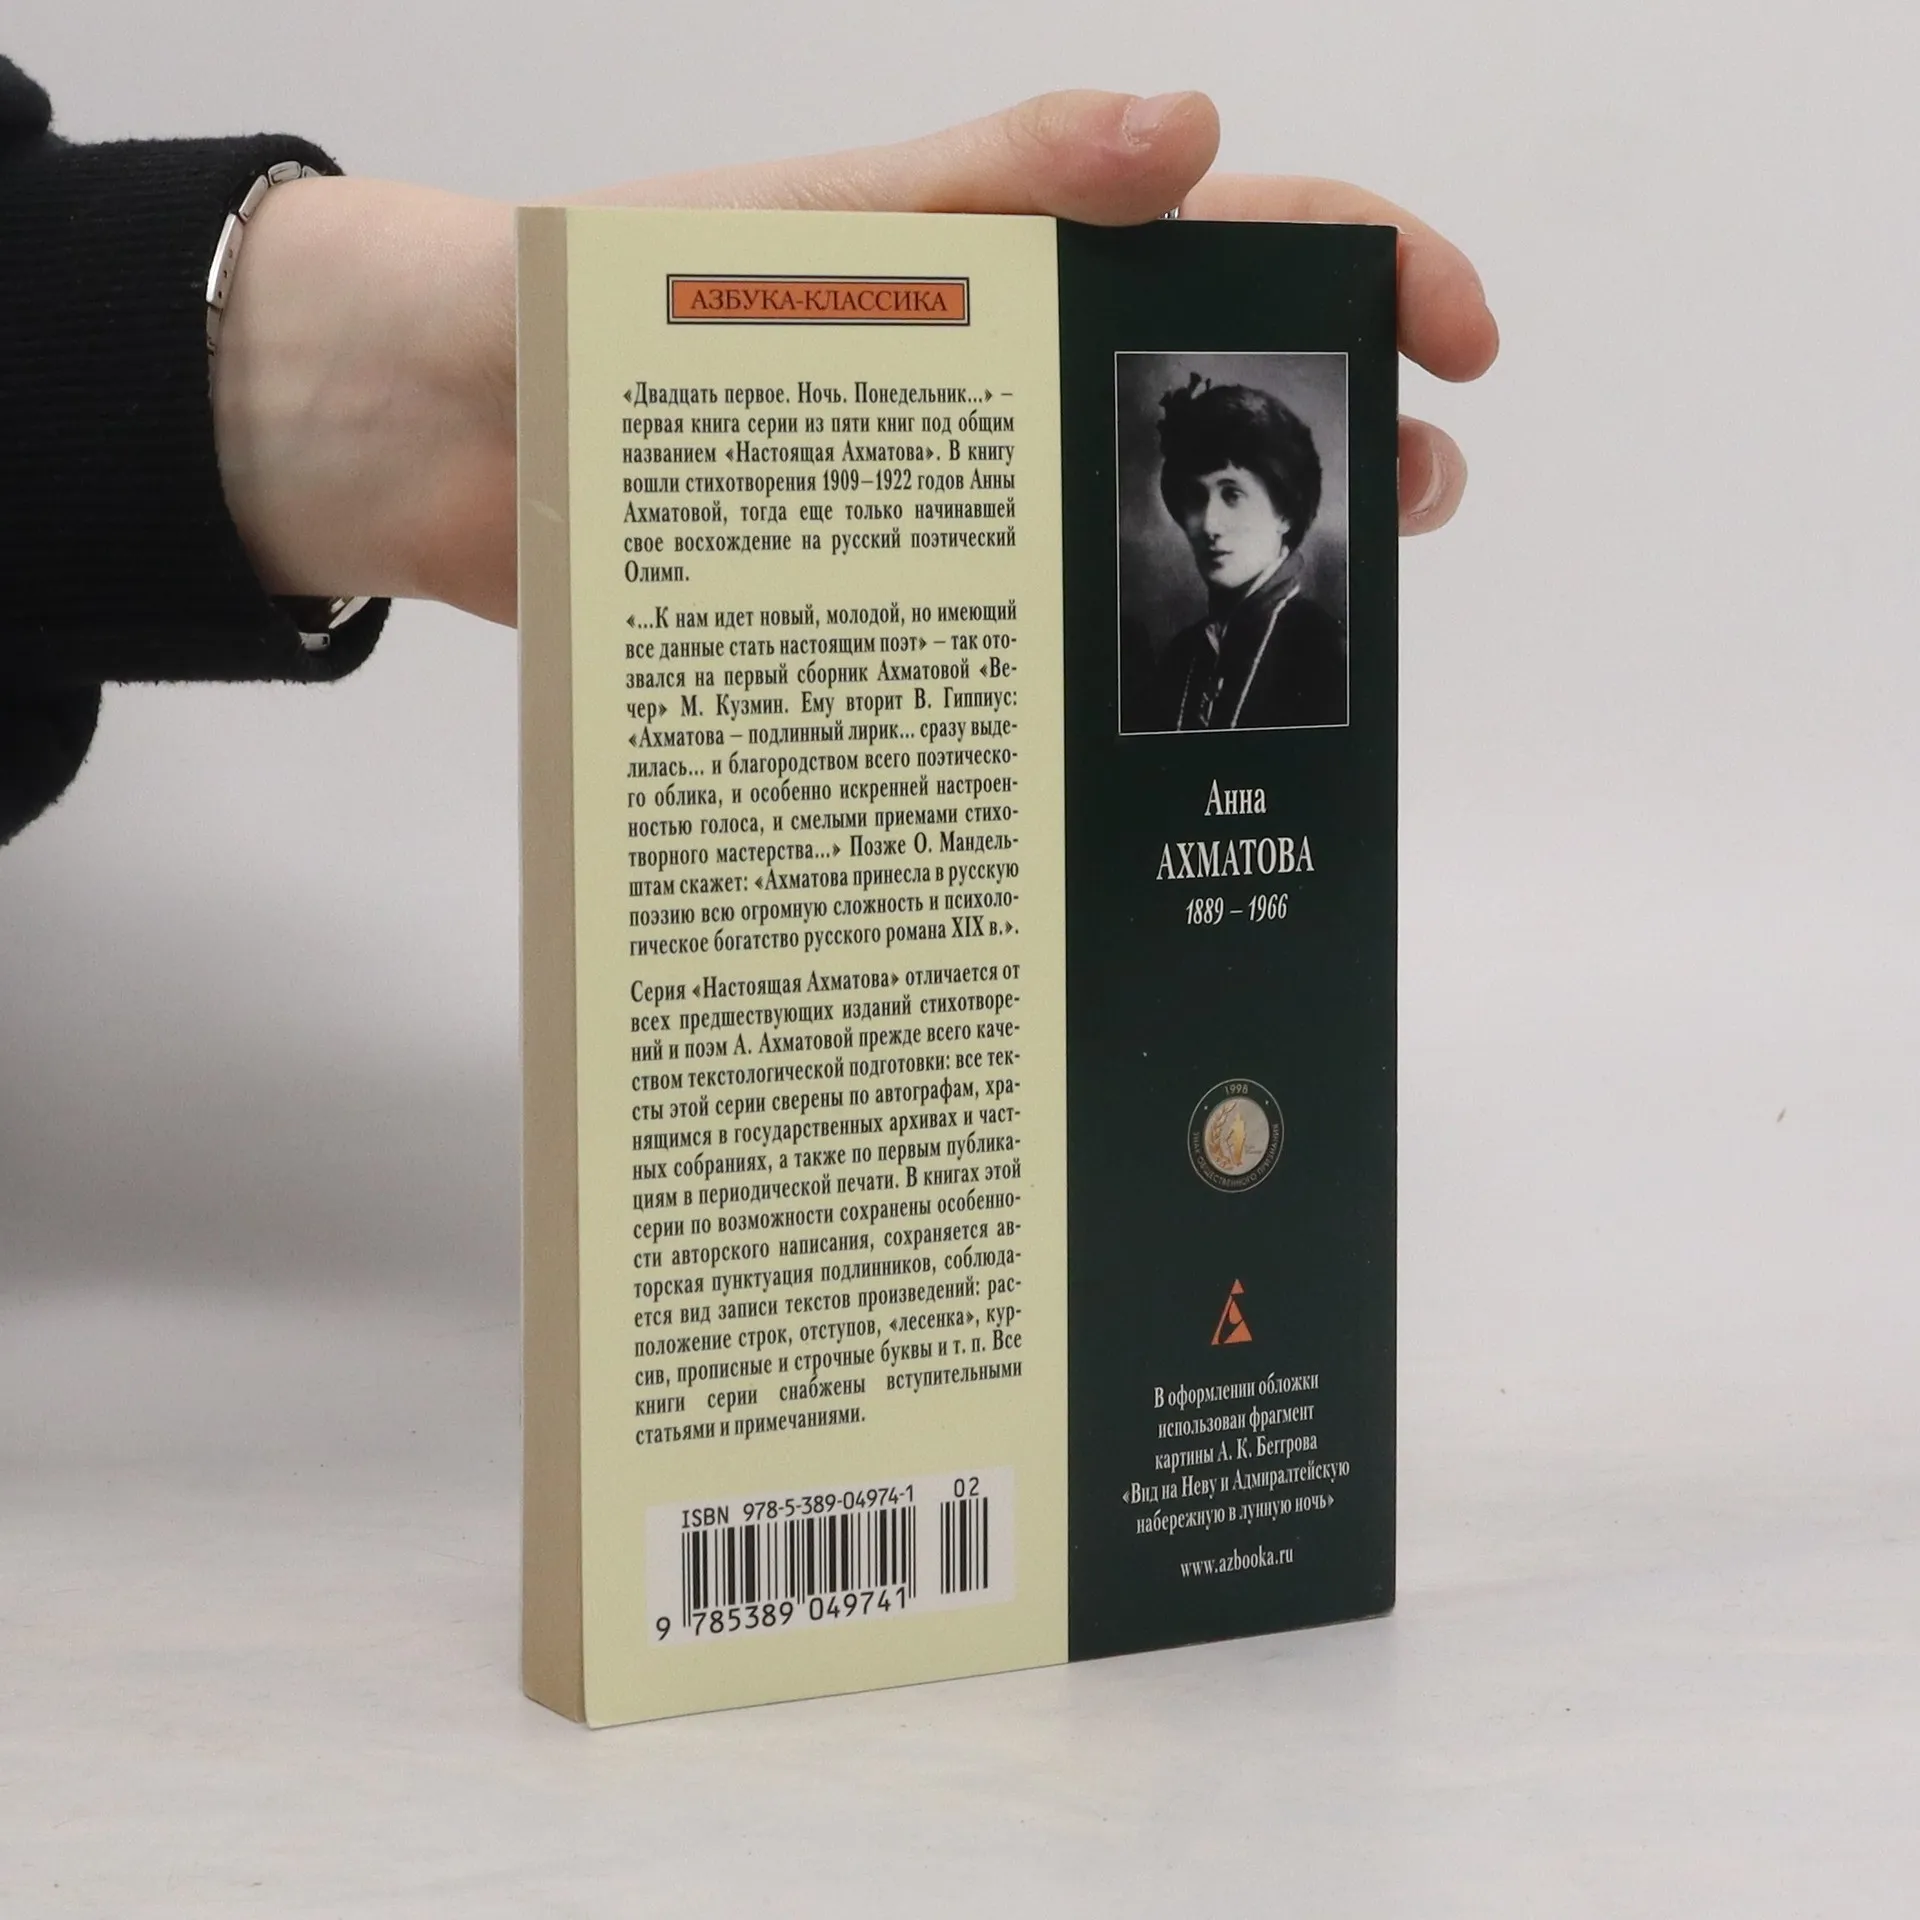 АЗБУКА-КЛАССИКА
«Двадцать первое. Ночь. Понедельник...» –
первая книга серии из пяти книг под общим
названием «Настоящая Ахматова». В книгу
вошли стихотворения 1909–1922 годов Анны
Ахматовой, тогда еще только начинавшей
свое восхождение на русский поэтический
Олимп.
«...К нам идет новый, молодой, но имеющий
все данные стать настоящим поэт» – так ото-
звался на первый сборник Ахматовой «Ве-
чер» М. Кузмин. Ему вторит В. Гиппиус:
«Ахматова – подлинный лирик... сразу выде-
лилась... и благородством всего поэтическо-
го облика, и особенно искренней настроен-
ностью голоса, и смелыми приемами стихо-
творного мастерства...» Позже О. Мандель-
штам скажет: «Ахматова принесла в русскую
поэзию всю огромную сложность и психоло-
гическое богатство русского романа XIX в.».
Серия «Настоящая Ахматова» отличается от
всех предшествующих изданий стихотворе-
ний и поэм А. Ахматовой прежде всего каче-
ством текстологической подготовки: все тек-
сты этой серии сверены по автографам, хра-
нящимся в государственных архивах и част-
ных собраниях, а также по первым публика-
циям в периодической печати. В книгах этой
серии по возможности сохранены особенно-
сти авторского написания, сохраняется ав-
торская пунктуация подлинников, соблюда-
ется вид записи текстов произведений: рас-
положение строк, отступов, «лесенка», кур-
сив, прописные и строчные буквы и т. п. Все
книги серии снабжены вступительными
статьями и примечаниями.
ISBN 978-5-389-04974-1
02
9 785389 049741
Анна
АХМАТОВА
1889 – 1966
1998
ЗНАК ОБЩЕСТВЕННОГО ПРИЗНАНИЯ
В оформлении обложки
использован фрагмент
картины А. К. Беггрова
«Вид на Неву и Адмиралтейскую
набережную в лунную ночь»
www.azbooka.ru